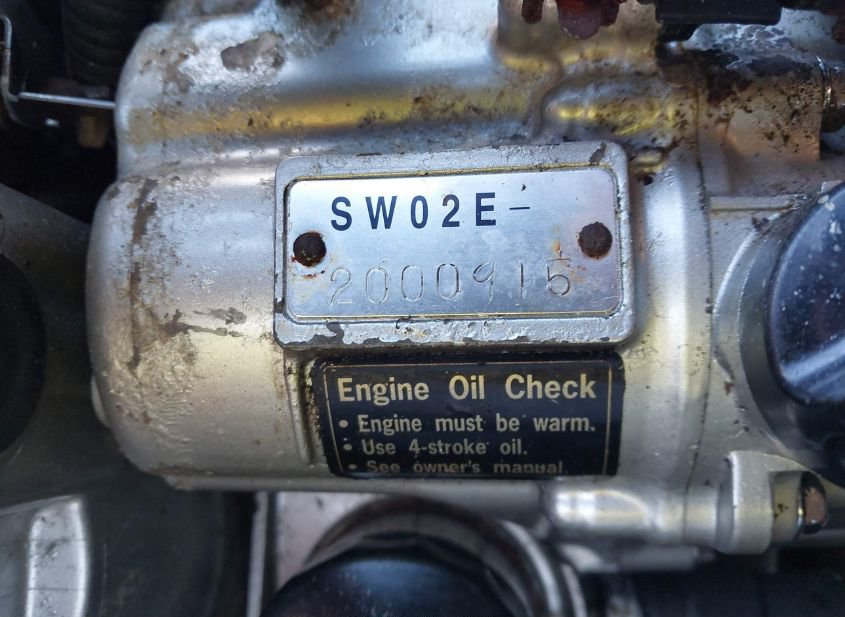 SW02E-
2000915
Engine Oil Check
• Engine must be warm.
• Use 4-stroke oil.
• See owner's manual.